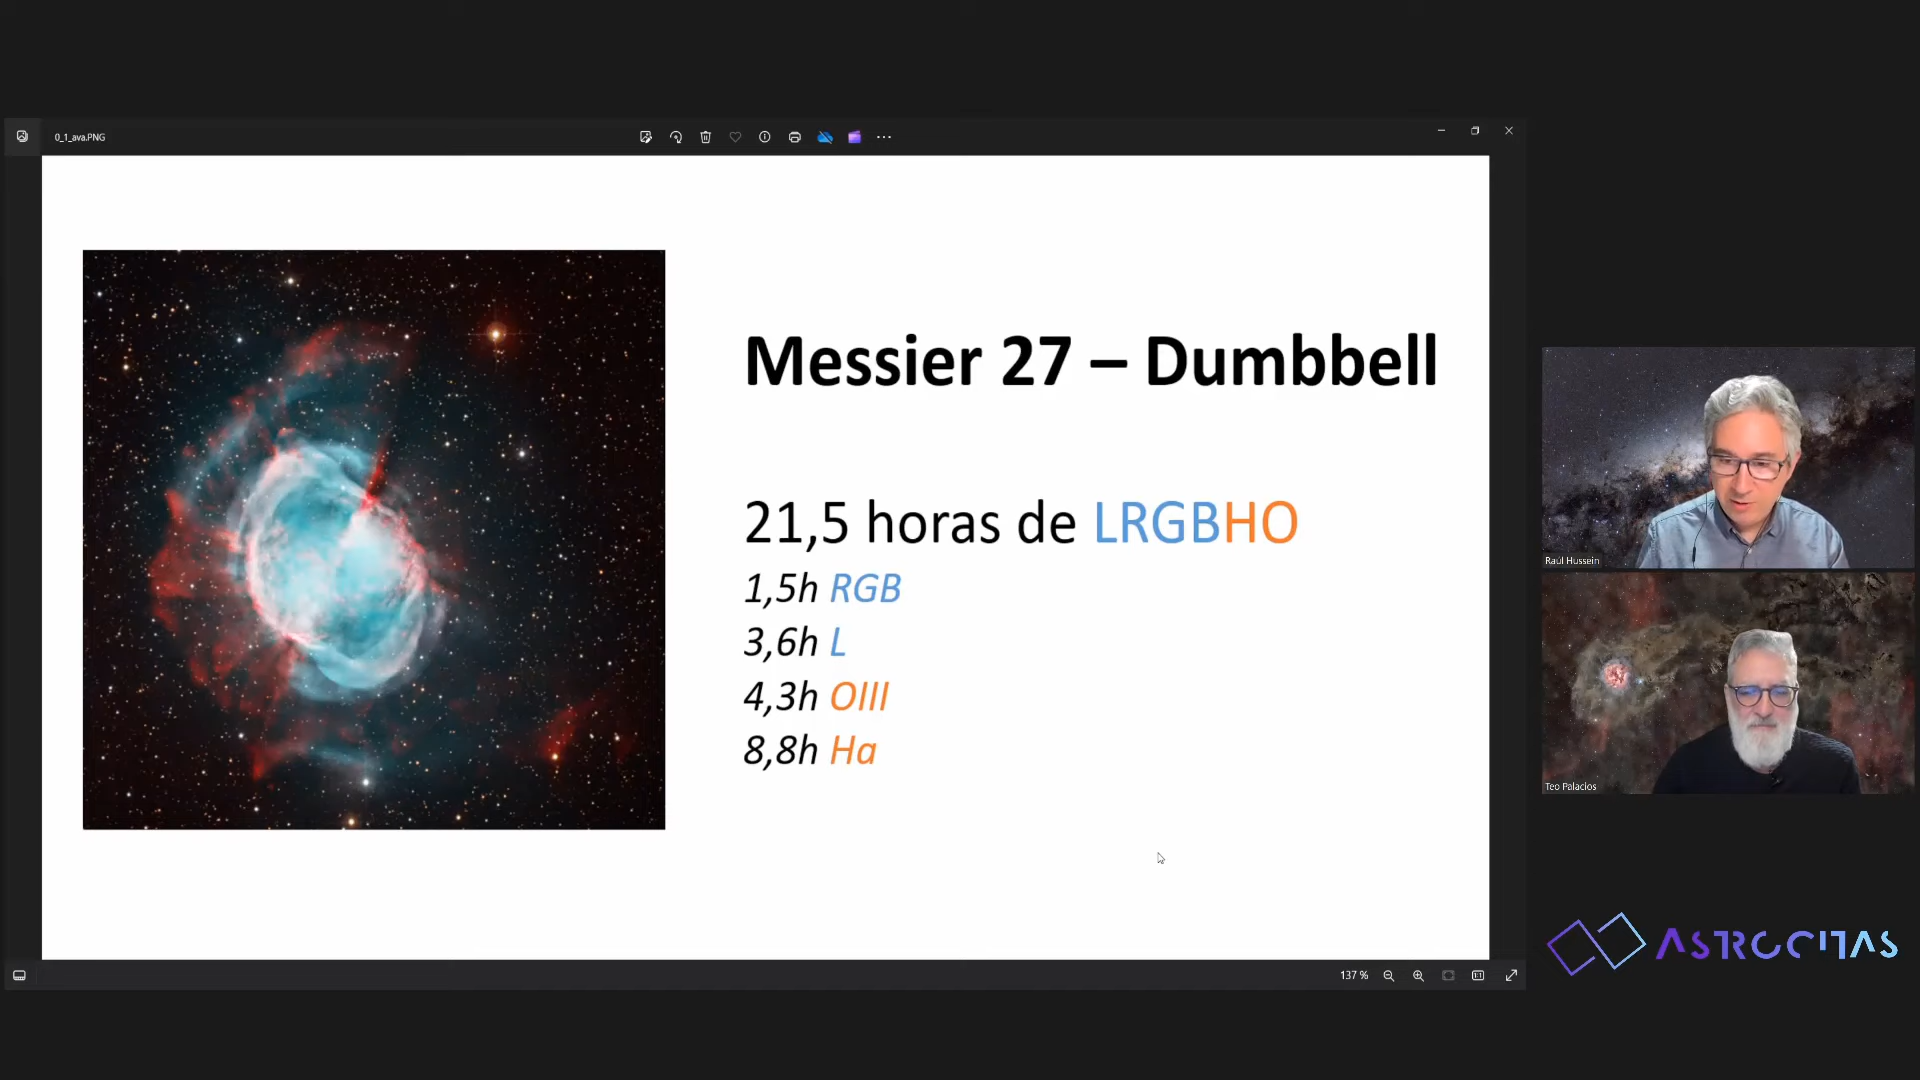 0_1_ava.PNG
Messier 27 – Dumbbell
21,5 horas de LRGBHO
1,5h RGB
3,6h L
4,3h OIII
8,8h Ha
Raúl Hussein
Teo Palacios
ASTROCITAS
137 %